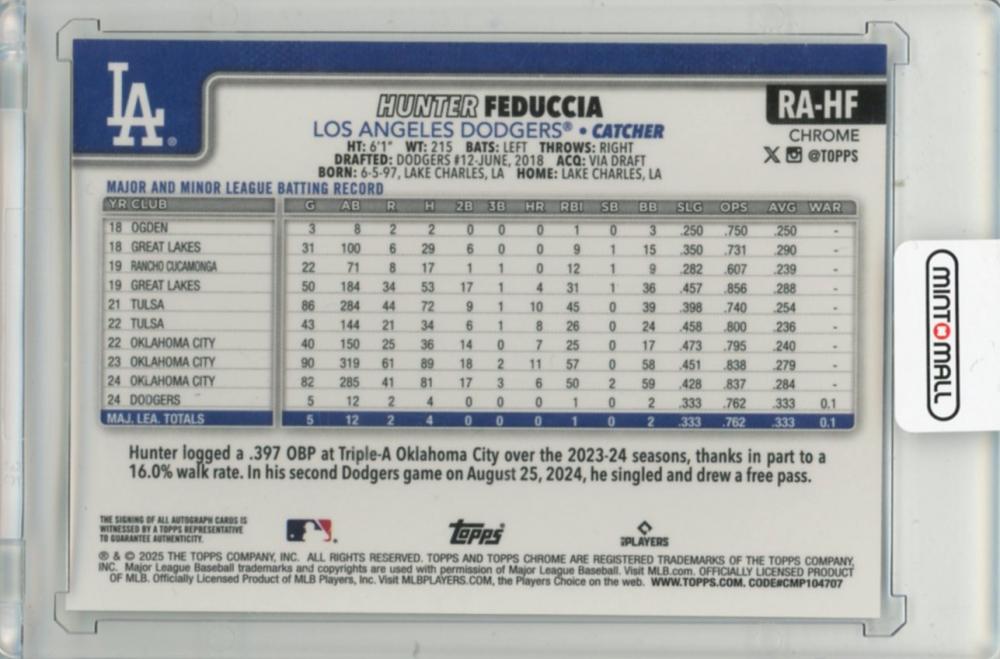 LA
HUNTER FEDUCCIA
RA-HF
LOS ANGELES DODGERS® • CATCHER
CHROME
HT: 6'1" WT: 215 BATS: LEFT THROWS: RIGHT
X @TOPPS
DRAFTED: DODGERS #12-JUNE, 2018 ACQ: VIA DRAFT
BORN: 6-5-97, LAKE CHARLES, LA HOME: LAKE CHARLES, LA
MAJOR AND MINOR LEAGUE BATTING RECORD
YR CLUB G AB R H 2B 3B HR RBI SB BB SLG OPS AVG WAR
18 OGDEN 3 8 2 2 0 0 0 1 0 3 .250 .750 .250 -
18 GREAT LAKES 31 100 6 29 6 0 0 9 1 15 .350 .731 .290 -
19 RANCHO CUCAMONGA 22 71 8 17 1 1 0 12 1 9 .282 .607 .239 -
19 GREAT LAKES 50 184 34 53 17 1 4 31 1 36 .457 .856 .288 -
21 TULSA 86 284 44 72 9 1 10 45 0 39 .398 .740 .254 -
22 TULSA 43 144 21 34 6 1 8 26 0 24 .458 .800 .236 -
22 OKLAHOMA CITY 40 150 25 36 14 0 7 25 0 17 .473 .795 .240 -
23 OKLAHOMA CITY 90 319 61 89 18 2 11 57 0 58 .451 .838 .279 -
24 OKLAHOMA CITY 82 285 41 81 17 3 6 50 2 59 .428 .837 .284 -
24 DODGERS 5 12 2 4 0 0 0 1 0 2 .333 .762 .333 0.1
MAJ. LEA. TOTALS 5 12 2 4 0 0 0 1 0 2 .333 .762 .333 0.1
Hunter logged a .397 OBP at Triple-A Oklahoma City over the 2023-24 seasons, thanks in part to a
16.0% walk rate. In his second Dodgers game on August 25, 2024, he singled and drew a free pass.
THE SIGNING OF ALL AUTOGRAPH CARDS IS
WITNESSED BY A TOPPS REPRESENTATIVE
TO GUARANTEE AUTHENTICITY.
Topps
PLAYERS
® & © 2025 THE TOPPS COMPANY, INC. ALL RIGHTS RESERVED. TOPPS AND TOPPS CHROME ARE REGISTERED TRADEMARKS OF THE TOPPS COMPANY,
INC. Major League Baseball trademarks and copyrights are used with permission of Major League Baseball. Visit MLB.com. OFFICIALLY LICENSED PRODUCT
OF MLB. Officially Licensed Product of MLB Players, Inc. Visit MLBPLAYERS.COM, the Players Choice on the web. WWW.TOPPS.COM. CODE#CMP104707
MINTOMALL